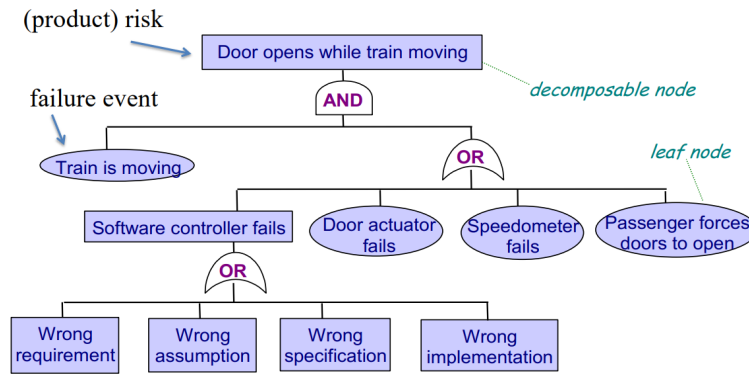 (product) risk
Door opens while train moving
decomposable node
failure event
AND
leaf node
Train is moving
OR
Software controller fails
Door actuator
fails
Speedometer
fails
Passenger forces
doors to open
OR
Wrong
requirement
Wrong
assumption
Wrong
specification
Wrong
implementation